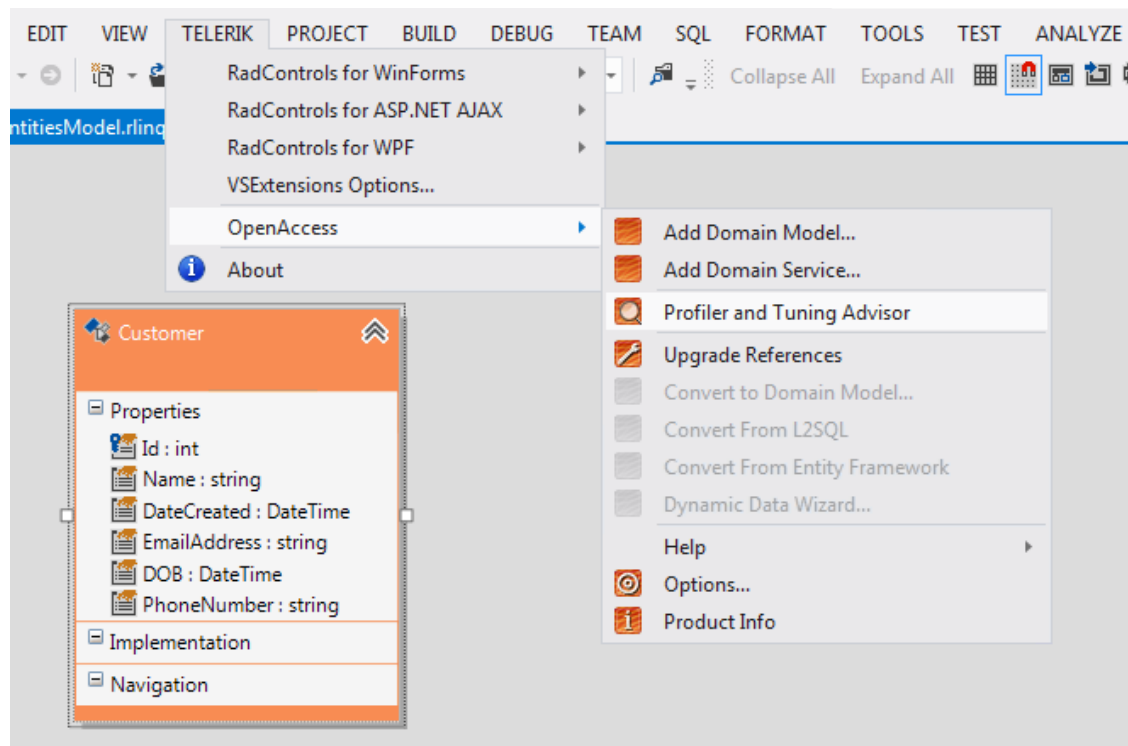 EDIT VIEW TELERIK PROJECT BUILD DEBUG TEAM SQL FORMAT TOOLS TEST ANALYZE
Collapse All Expand All
ntitiesModel.rlinq
RadControls for WinForms
RadControls for ASP.NET AJAX
RadControls for WPF
VSExtensions Options...
OpenAccess
About
Add Domain Model...
Add Domain Service...
Profiler and Tuning Advisor
Upgrade References
Convert to Domain Model...
Convert From L2SQL
Convert From Entity Framework
Dynamic Data Wizard...
Help
Options...
Product Info
Customer
Properties
Id : int
Name : string
DateCreated : DateTime
EmailAddress : string
DOB : DateTime
PhoneNumber : string
Implementation
Navigation